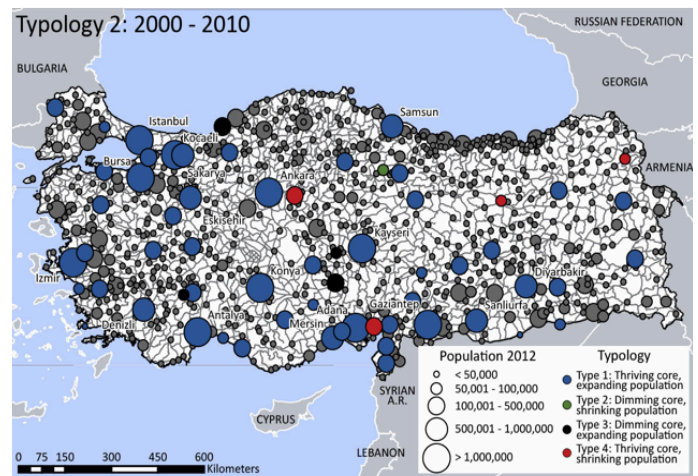 Typology 2: 2000 - 2010
RUSSIAN FEDERATION
BULGARIA
GEORGIA
Istanbul
Samsun
Kocaeli
Bursa
Sakarya
Ankara
ARMENIA
Eskisehir
Kayseri
Izmir
Konya
Diyarbakir
Denizli
Antalya
Mersin
Adana
Gaziantep
Sanliurfa
CYPRUS
SYRIAN
A.R.
LEBANON
Population 2012
< 50,000
50,001 - 100,000
100,001 - 500,000
500,001 - 1,000,000
> 1,000,000
Typology
Type 1: Thriving core,
expanding population
Type 2: Dimming core,
shrinking population
Type 3: Dimming core,
expanding population
Type 4: Thriving core,
shrinking population
0 75 150 300 450 600
Kilometers